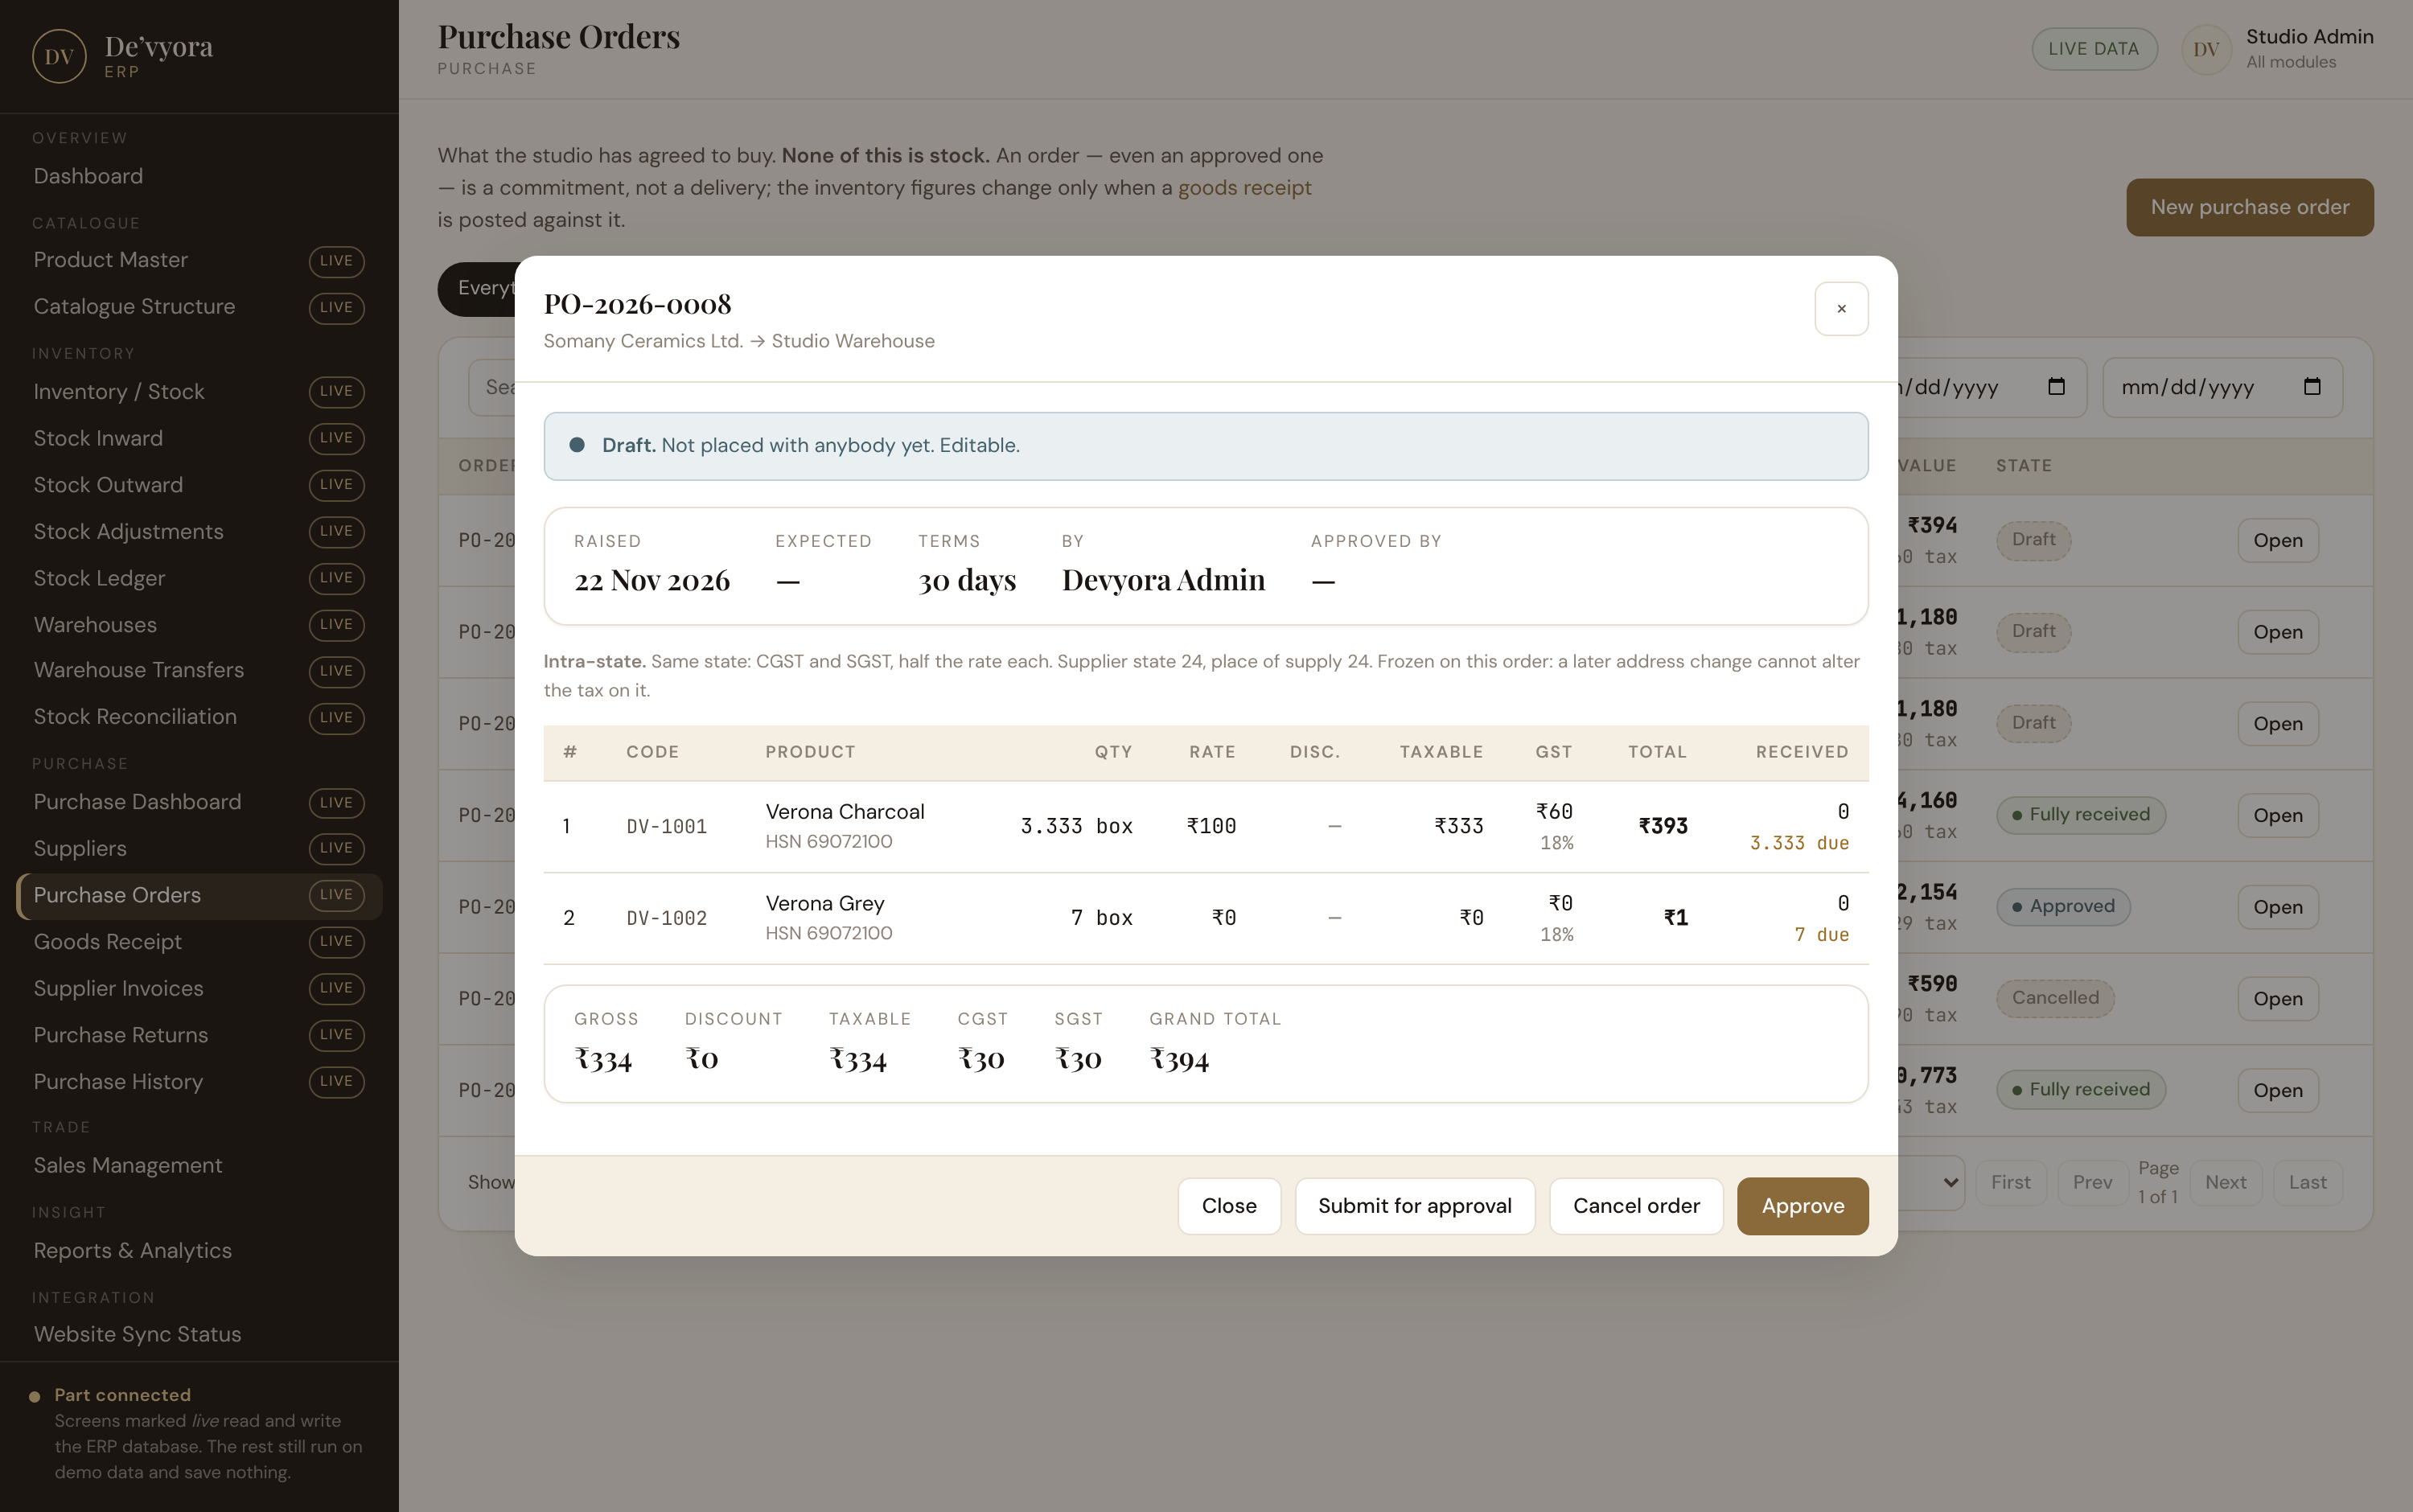 DV
De’vyora
ERP
OVERVIEW
Dashboard
CATALOGUE
Product Master LIVE
Catalogue Structure LIVE
INVENTORY
Inventory / Stock LIVE
Stock Inward LIVE
Stock Outward LIVE
Stock Adjustments LIVE
Stock Ledger LIVE
Warehouses LIVE
Warehouse Transfers LIVE
Stock Reconciliation LIVE
PURCHASE
Purchase Dashboard LIVE
Suppliers LIVE
Purchase Orders LIVE
Goods Receipt LIVE
Supplier Invoices LIVE
Purchase Returns LIVE
Purchase History LIVE
TRADE
Sales Management
INSIGHT
Reports & Analytics
INTEGRATION
Website Sync Status
Part connected
Screens marked live read and write
the ERP database. The rest still run on
demo data and save nothing.
Purchase Orders
PURCHASE
LIVE DATA
DV
Studio Admin
All modules
What the studio has agreed to buy. None of this is stock. An order — even an approved one
— is a commitment, not a delivery; the inventory figures change only when a goods receipt
is posted against it.
New purchase order
mm/dd/yyyy
VALUE STATE
₹394 Draft Open
tax
Draft Open
tax
Draft Open
tax
Fully received Open
tax
Approved Open
tax
₹590 Cancelled Open
tax
Fully received Open
tax
First Prev Page 1 of 1 Next Last
PO-2026-0008
×
Somany Ceramics Ltd. → Studio Warehouse
Draft. Not placed with anybody yet. Editable.
RAISED EXPECTED TERMS BY APPROVED BY
22 Nov 2026 — 30 days Devyora Admin —
Intra-state. Same state: CGST and SGST, half the rate each. Supplier state 24, place of supply 24. Frozen on this order: a later address change cannot alter
the tax on it.
# CODE PRODUCT QTY RATE DISC. TAXABLE GST TOTAL RECEIVED
1 DV-1001 Verona Charcoal 3.333 box ₹100 — ₹333 ₹60 ₹393 0
HSN 69072100 18% 3.333 due
2 DV-1002 Verona Grey 7 box ₹0 — ₹0 ₹0 ₹1 0
HSN 69072100 18% 7 due
GROSS DISCOUNT TAXABLE CGST SGST GRAND TOTAL
₹334 ₹0 ₹334 ₹30 ₹30 ₹394
Close Submit for approval Cancel order Approve